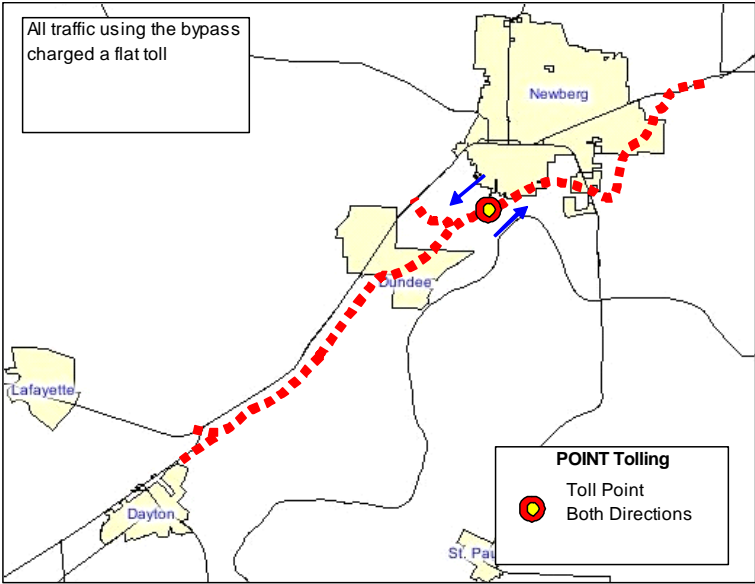 All traffic using the bypass
charged a flat toll
Newberg
Dundee
Lafayette
Dayton
POINT Tolling
Toll Point
Both Directions
St. Pau